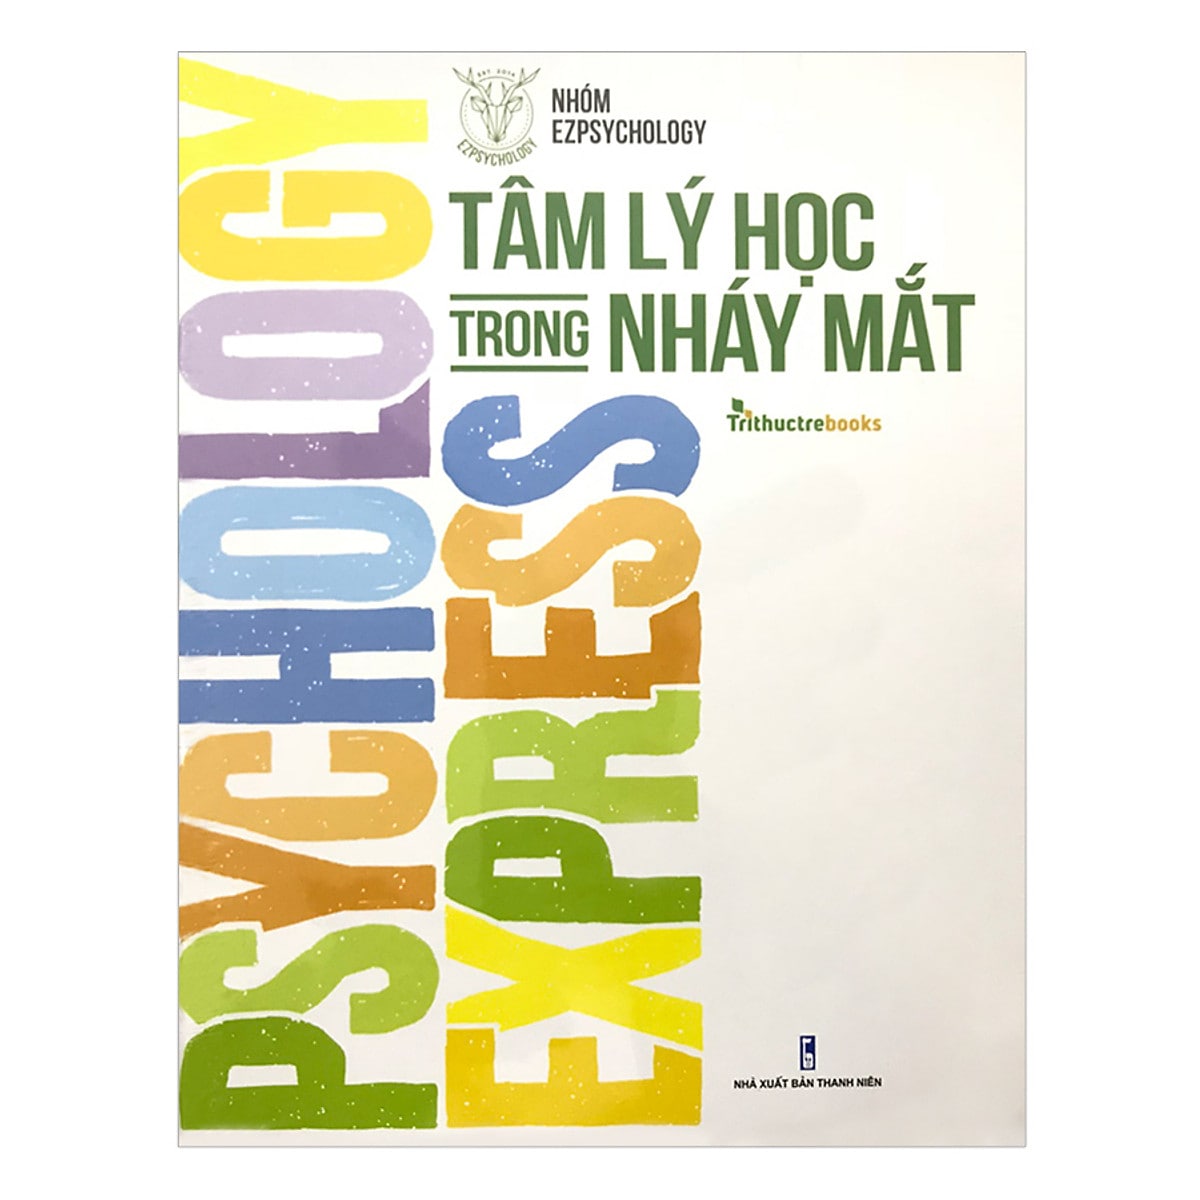 EST. 2014
EZPSYCHOLOGY
NHÓM
EZPSYCHOLOGY
TÂM LÝ HỌC
TRONG NHÁY MẮT
Trithuctrebooks
PSYCHOLOGY
EXPRESS
NHÀ XUẤT BẢN THANH NIÊN